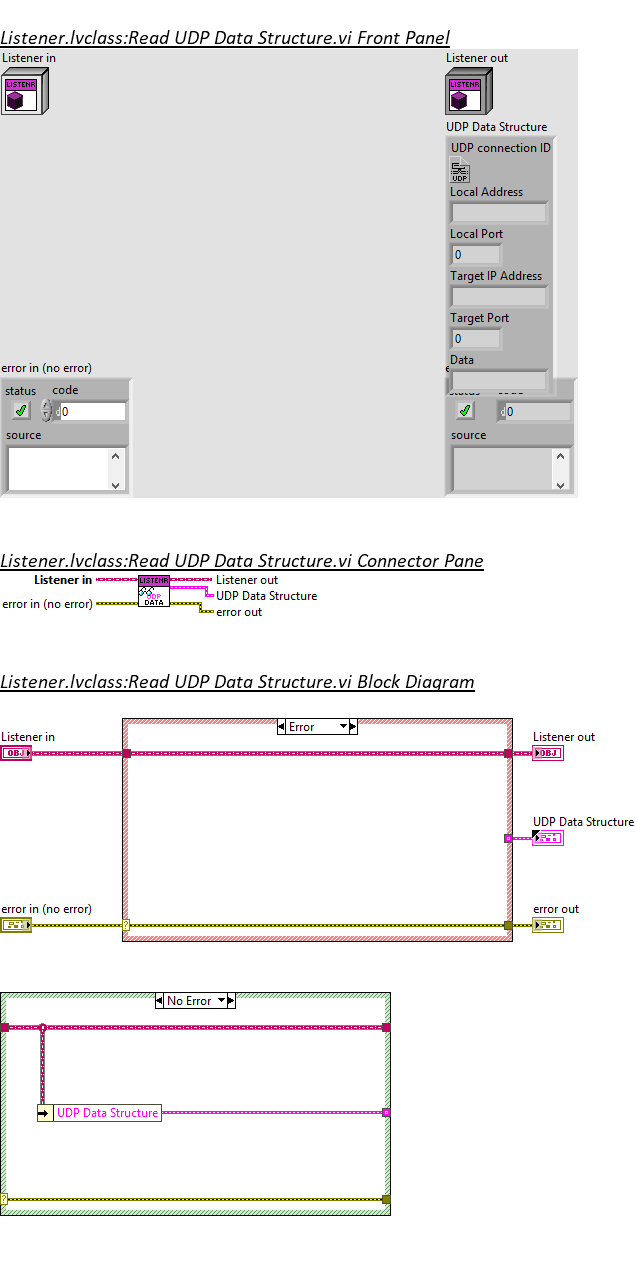 Listener.lvclass:Read UDP Data Structure.vi Front Panel
Listener in
Listener out
LISTENR
LISTENR
UDP Data Structure
UDP connection ID
UDP
Local Address
Local Port
0
Target IP Address
Target Port
0
Data
error in (no error)
status code
0
source
status code
0
source
Listener.lvclass:Read UDP Data Structure.vi Connector Pane
Listener in
LISTENR
UDP
DATA
Listener out
UDP Data Structure
error in (no error)
error out
Listener.lvclass:Read UDP Data Structure.vi Block Diagram
Error
Listener in
OBJ
Listener out
OBJ
UDP Data Structure
error in (no error)
?
error out
No Error
UDP Data Structure
?